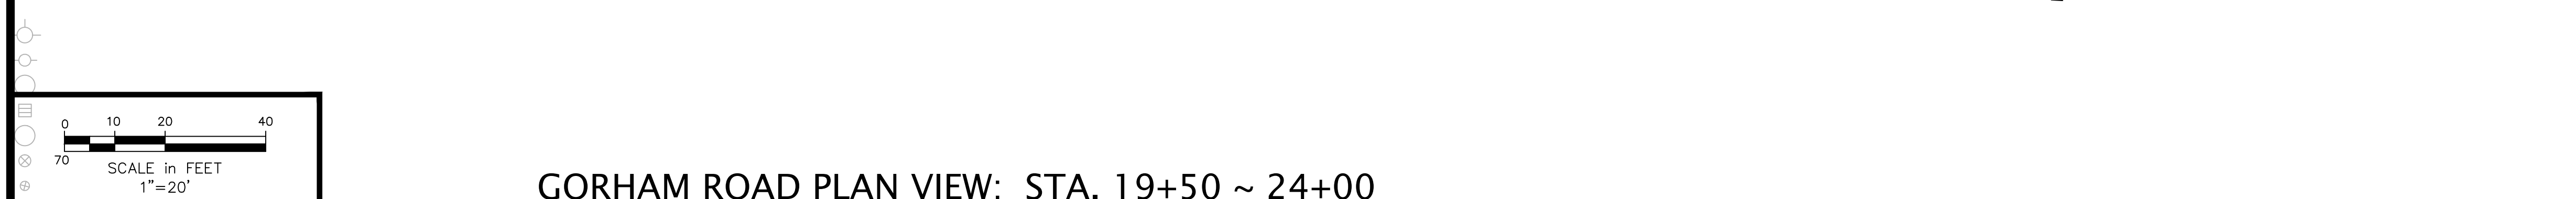 0 10 20 40
70
SCALE in FEET
1"=20'
GORHAM ROAD PLAN VIEW: STA. 19+50 ~ 24+00